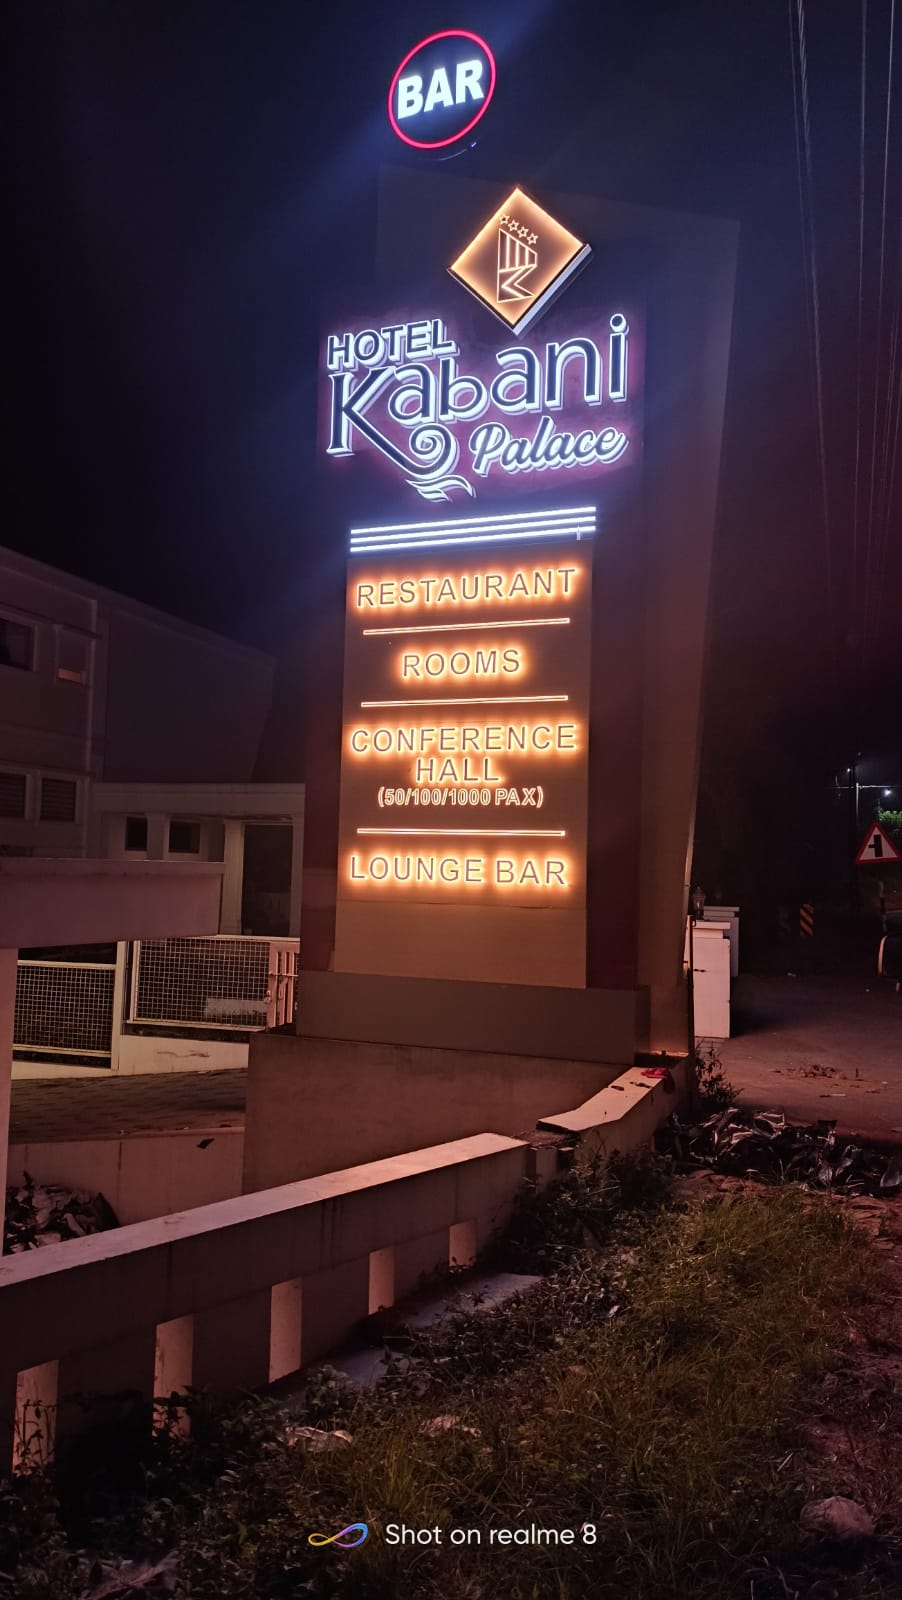 BAR
HOTEL
Kabani
Palace
RESTAURANT
ROOMS
CONFERENCE
HALL
(50/100/1000 PAX)
LOUNGE BAR
Shot on realme 8